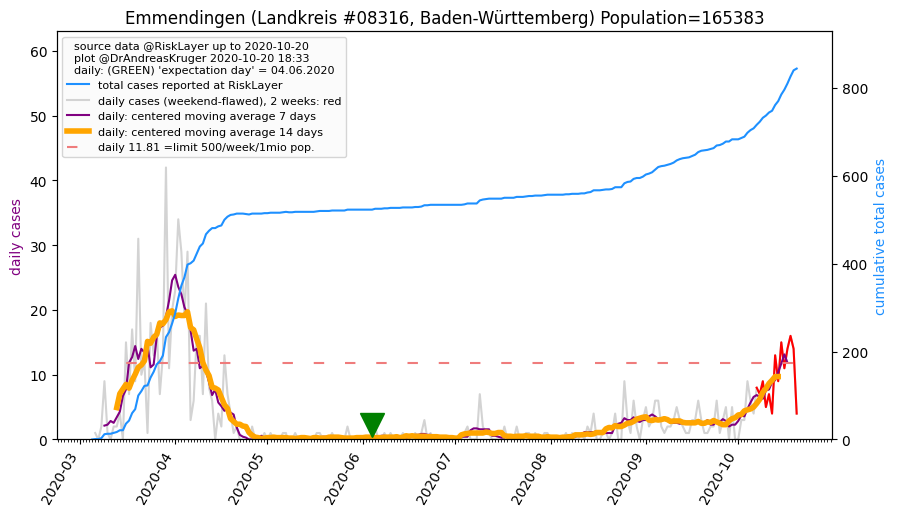 Emmendingen (Landkreis #08316, Baden-Württemberg) Population=165383
source data @RiskLayer up to 2020-10-20
plot @DrAndreasKruger 2020-10-20 18:33
daily: (GREEN) 'expectation day' = 04.06.2020
total cases reported at RiskLayer
daily cases (weekend-flawed), 2 weeks: red
daily: centered moving average 7 days
daily: centered moving average 14 days
daily 11.81 =limit 500/week/1mio pop.
daily cases
60
50
40
30
20
10
0
cumulative total cases
800
600
400
200
0
2020-03
2020-04
2020-05
2020-06
2020-07
2020-08
2020-09
2020-10